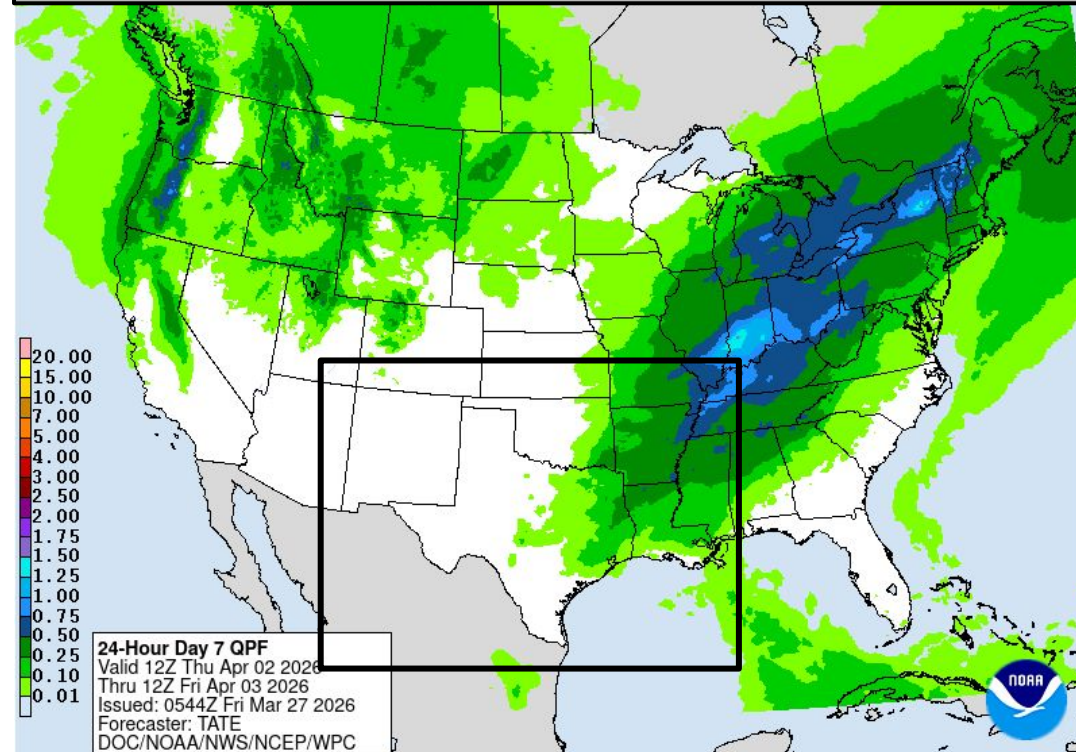 20.00
15.00
10.00
7.00
5.00
4.00
3.00
2.50
2.00
1.75
1.50
1.25
1.00
0.75
0.50
0.25
0.10
0.01
24-Hour Day 7 QPF
Valid 12Z Thu Apr 02 2026
Thru 12Z Fri Apr 03 2026
Issued: 0544Z Fri Mar 27 2026
Forecaster: TATE
DOC/NOAA/NWS/NCEP/WPC
NOAA